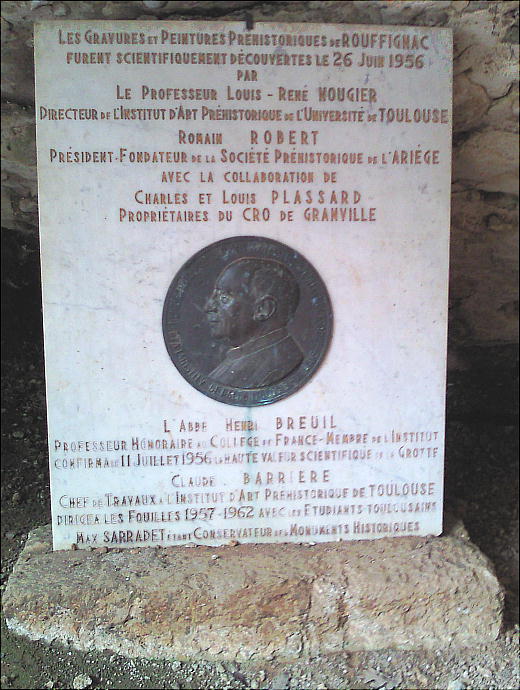 LES GRAVURES ET PEINTURES PRÉHISTORIQUES DE ROUFFIGNAC
FURENT SCIENTIFIQUEMENT DÉCOUVERTES LE 26 JUIN 1956
PAR
LE PROFESSEUR LOUIS - RENÉ NOUGIER
DIRECTEUR DE L'INSTITUT D'ART PRÉHISTORIQUE DE L'UNIVERSITÉ DE TOULOUSE
ROMAIN ROBERT
PRÉSIDENT-FONDATEUR DE LA SOCIÉTÉ PRÉHISTORIQUE DE L'ARIÉGE
AVEC LA COLLABORATION DE
CHARLES ET LOUIS PLASSARD
PROPRIÉTAIRES DU CRO DE GRANVILLE
L'ABBE HENRI BREUIL
PROFESSEUR HONORAIRE AU COLLÉGE DE FRANCE - MEMBRE DE L'INSTITUT
CONFIRMA LE 11 JUILLET 1956 LA HAUTE VALEUR SCIENTIFIQUE DE LA GROTTE
CLAUDE BARRIERE
CHEF DE TRAVAUX A L'INSTITUT D'ART PRÉHISTORIQUE DE TOULOUSE
DIRIGEA LES FOUILLES 1957-1962 AVEC LES ETUDIANTS TOULOUSAINS
MAX SARRADET ETANT CONSERVATEUR DES MONUMENTS HISTORIQUES